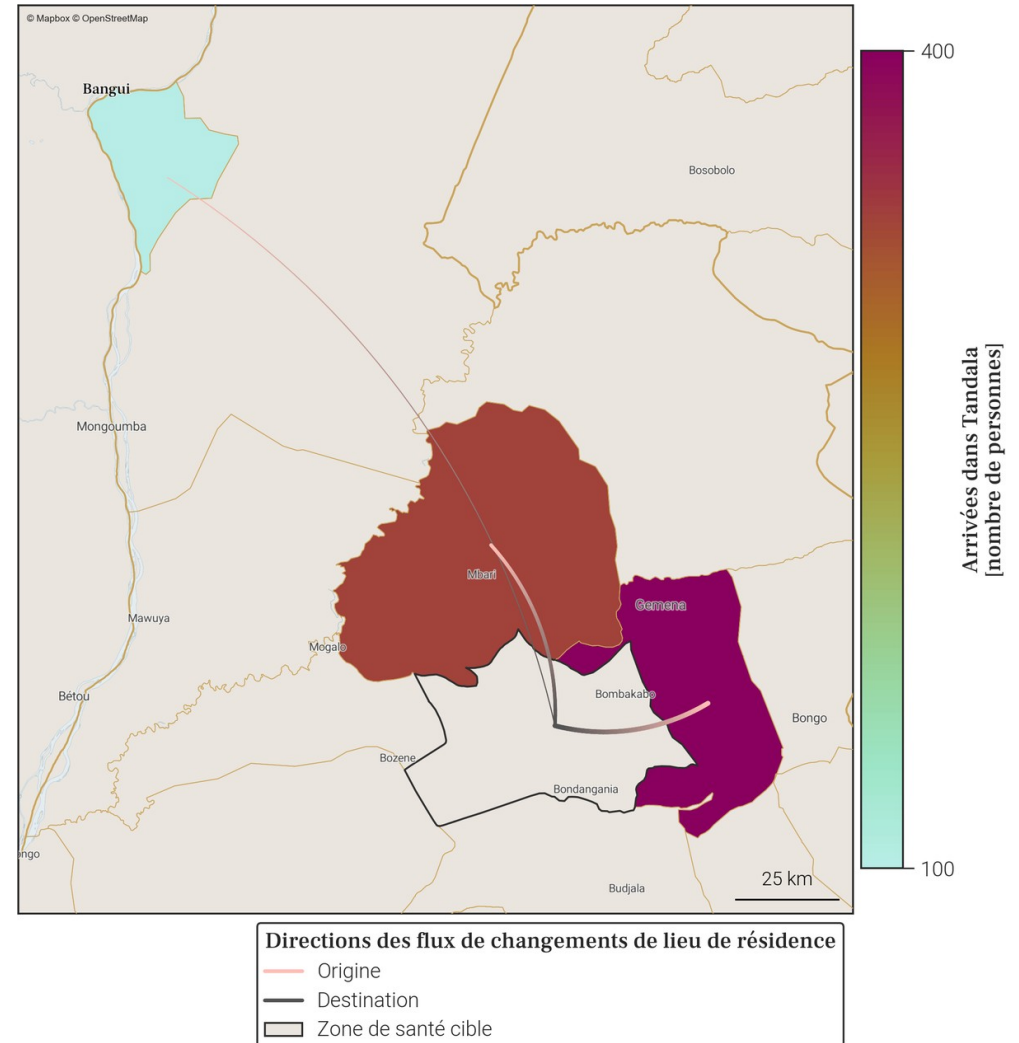 © Mapbox © OpenStreetMap
400
Bangui
Bosobolo
Mongoumba
Arrivées dans Tandala
[nombre de personnes]
Mbari
Gemena
Mawuya
Mogalo
Bétou
Bombakabo
Bongo
Bozene
Bondangania
ongo
100
25 km
Budjala
Directions des flux de changements de lieu de résidence
Origine
Destination
Zone de santé cible